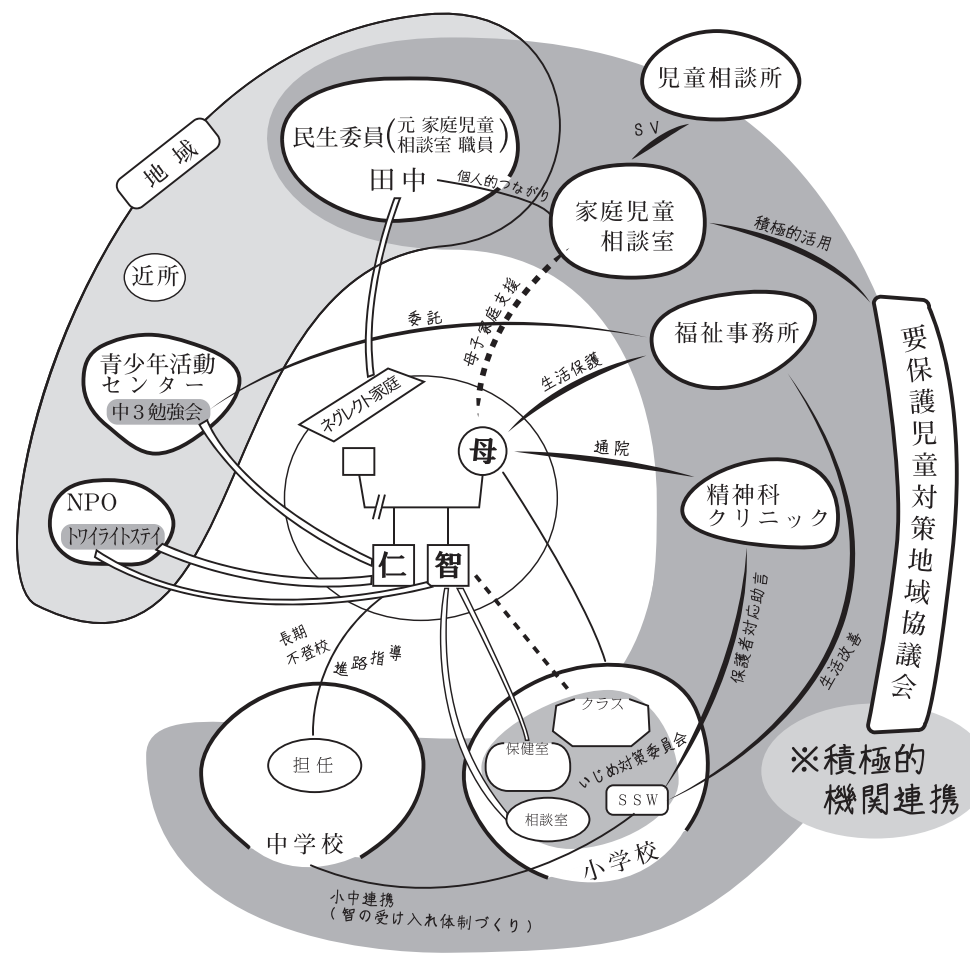 児童相談所
SV
民生委員(元 家庭児童
相談室 職員)
田中
個人的つながり
地域
家庭児童
相談室
積極的活用
近所
母子家庭支援
委託
福祉事務所
要保護児童対策地域協議会
青少年活動
センター
中3勉強会
生活保護
ネグレクト家庭
母
通院
精神科
クリニック
NPO
トワイライトステイ
仁
智
保護者対応助言
長期
不登校
進路指導
生活改善
クラス
保健室
いじめ対策委員会
担任
SSW
相談室
※積極的
機関連携
中学校
小学校
小中連携
(智の受け入れ体制づくり)